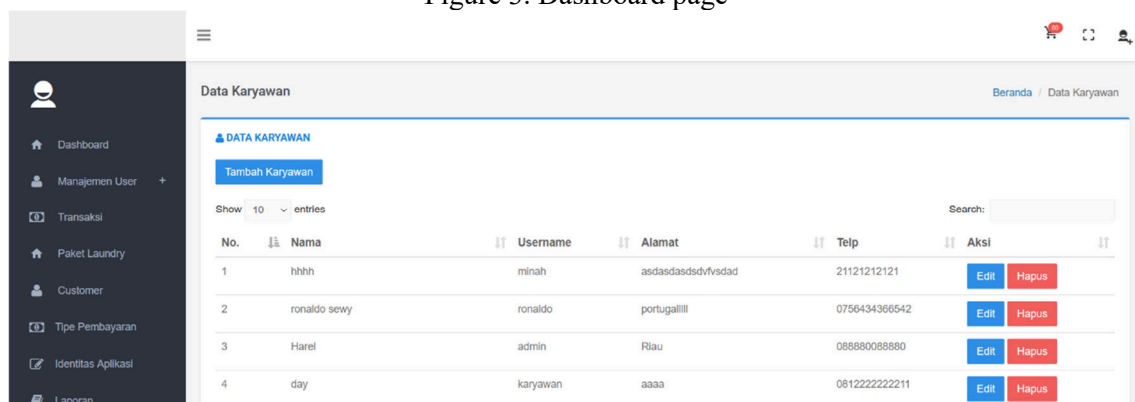 Figure 3. Dashboard page
80
Data Karyawan
Beranda / Data Karyawan
Dashboard
Manajemen User +
Transaksi
Paket Laundry
Customer
Tipe Pembayaran
Identitas Aplikasi
Laporan
DATA KARYAWAN
Tambah Karyawan
Show 10 entries
Search:
No. Nama Username Alamat Telp Aksi
1 hhhh minah asdasdasdsdvfvsdad 21121212121 Edit Hapus
2 ronaldo sewy ronaldo portugalllll 0756434366542 Edit Hapus
3 Harel admin Riau 088880088880 Edit Hapus
4 day karyawan aaaa 0812222222211 Edit Hapus